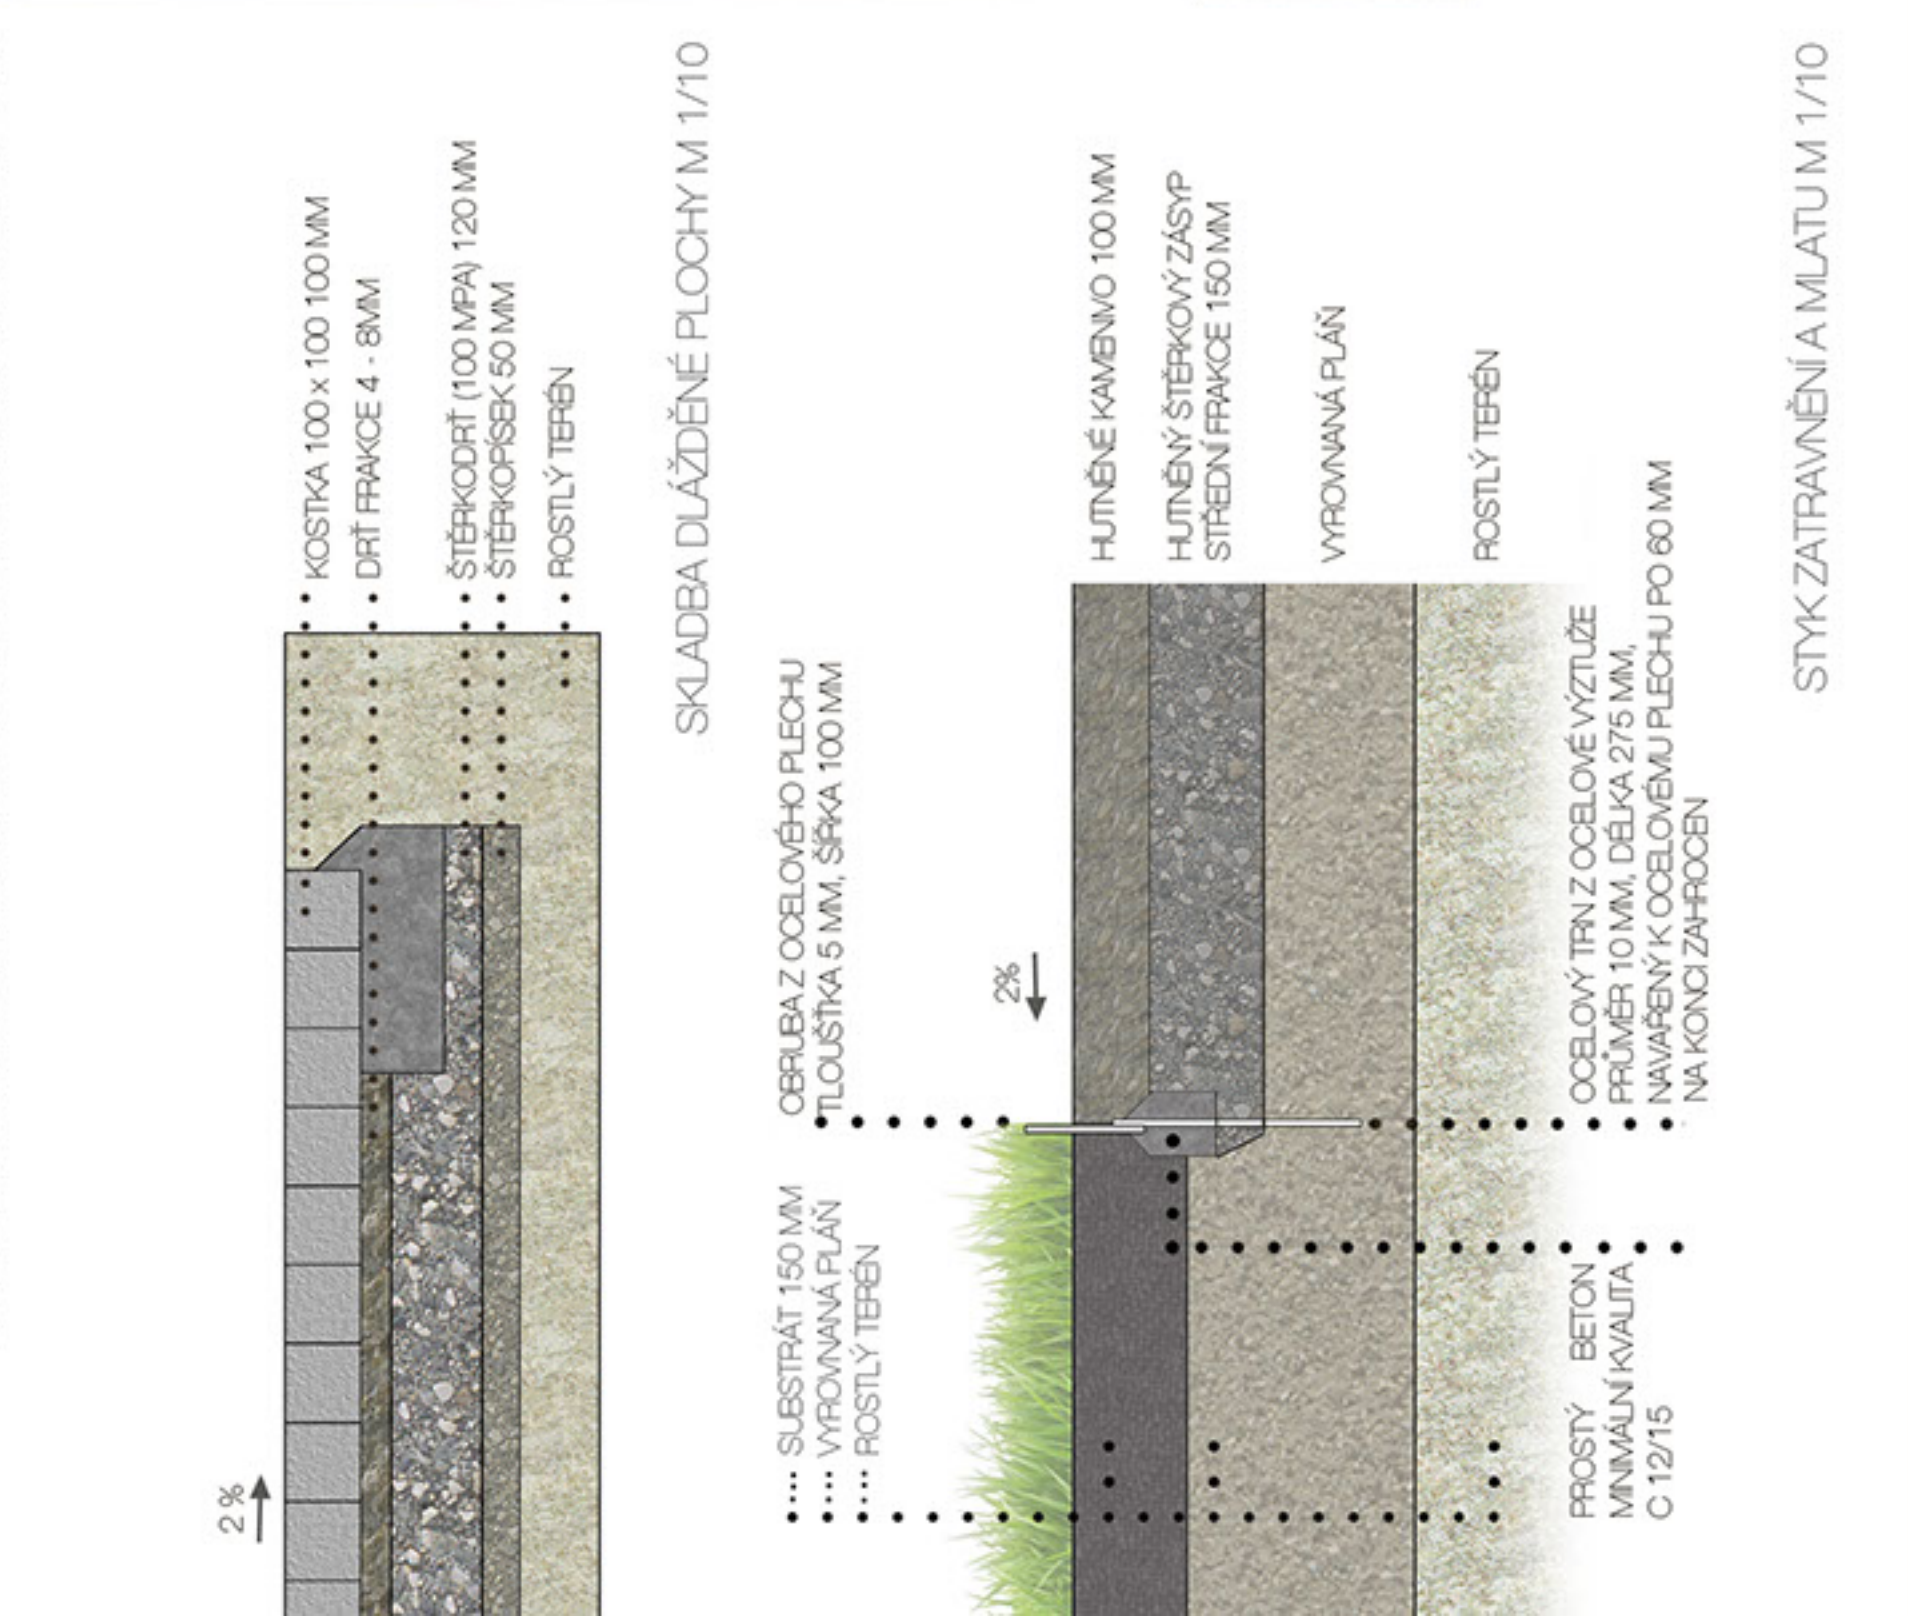 KOSTKA 100 x 100 100 MM
DRŤ FRAKCE 4 - 8MM
ŠTĚRKODRŤ (100 MPA) 120 MM
ŠTĚRKOPÍSEK 50 MM
ROSTLÝ TERÉN
2%
SKLADBA DLÁŽDĚNÉ PLOCHY M 1/10
OBRUBA Z OCELOVÉHO PLECHU
TLOUŠŤKA 5 MM, ŠÍŘKA 100 MM
SUBSTRÁT 150 MM
VYROVNANÁ PLÁŇ
ROSTLÝ TERÉN
2%
HUTNĚNÉ KAMENIVO 100 MM
HUTNĚNÝ ŠTĚRKOVÝ ZÁSYP
STŘEDNÍ FRAKCE 150 MM
VYROVNANÁ PLÁŇ
ROSTLÝ TERÉN
OCELOVÝ TRN Z OCELOVÉ VÝZTUŽE
PRŮMĚR 10 MM, DÉLKA 275 MM,
NAVAŘENÝ K OCELOVÉMU PLECHU PO 60 MM
NA KONCI ZAHROCEN
PROSTÝ BETON
MINIMÁLNÍ KVALITA
C 12/15
STYK ZATRAVNĚNÍ A MLATU M 1/10